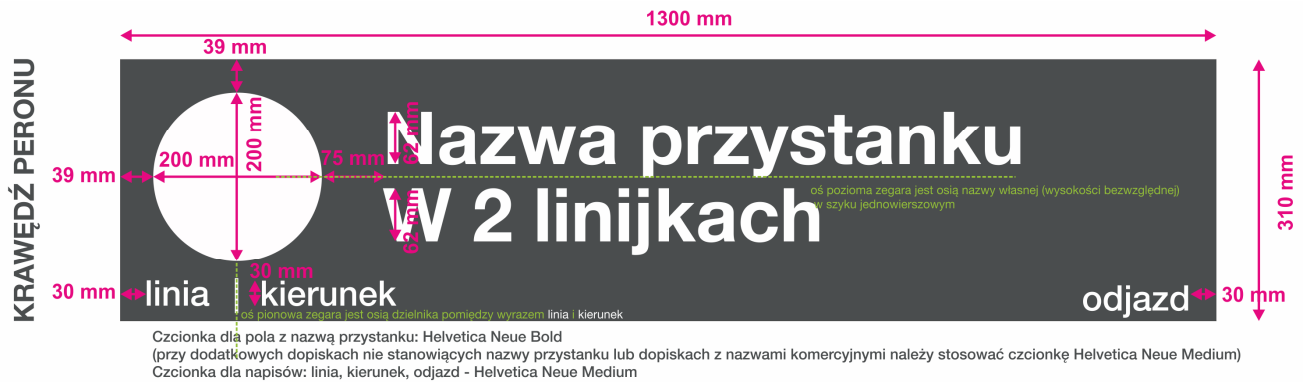 1300 mm
39 mm
KRAWĘDŹ PERONU
200 mm
200 mm
75 mm
62 mm
Nazwa przystanku
39 mm
310 mm
oś pozioma zegara jest osią nazwy własnej (wysokości bezwzględnej)
w szyku jednowierszowym
62 mm
W 2 linijkach
30 mm
30 mm
linia
kierunek
odjazd
30 mm
oś pionowa zegara jest osią dzielnika pomiędzy wyrazem linia i kierunek
Czcionka dla pola z nazwą przystanku: Helvetica Neue Bold
(przy dodatkowych dopiskach nie stanowiących nazwy przystanku lub dopiskach z nazwami komercyjnymi należy stosować czcionkę Helvetica Neue Medium)
Czcionka dla napisów: linia, kierunek, odjazd - Helvetica Neue Medium